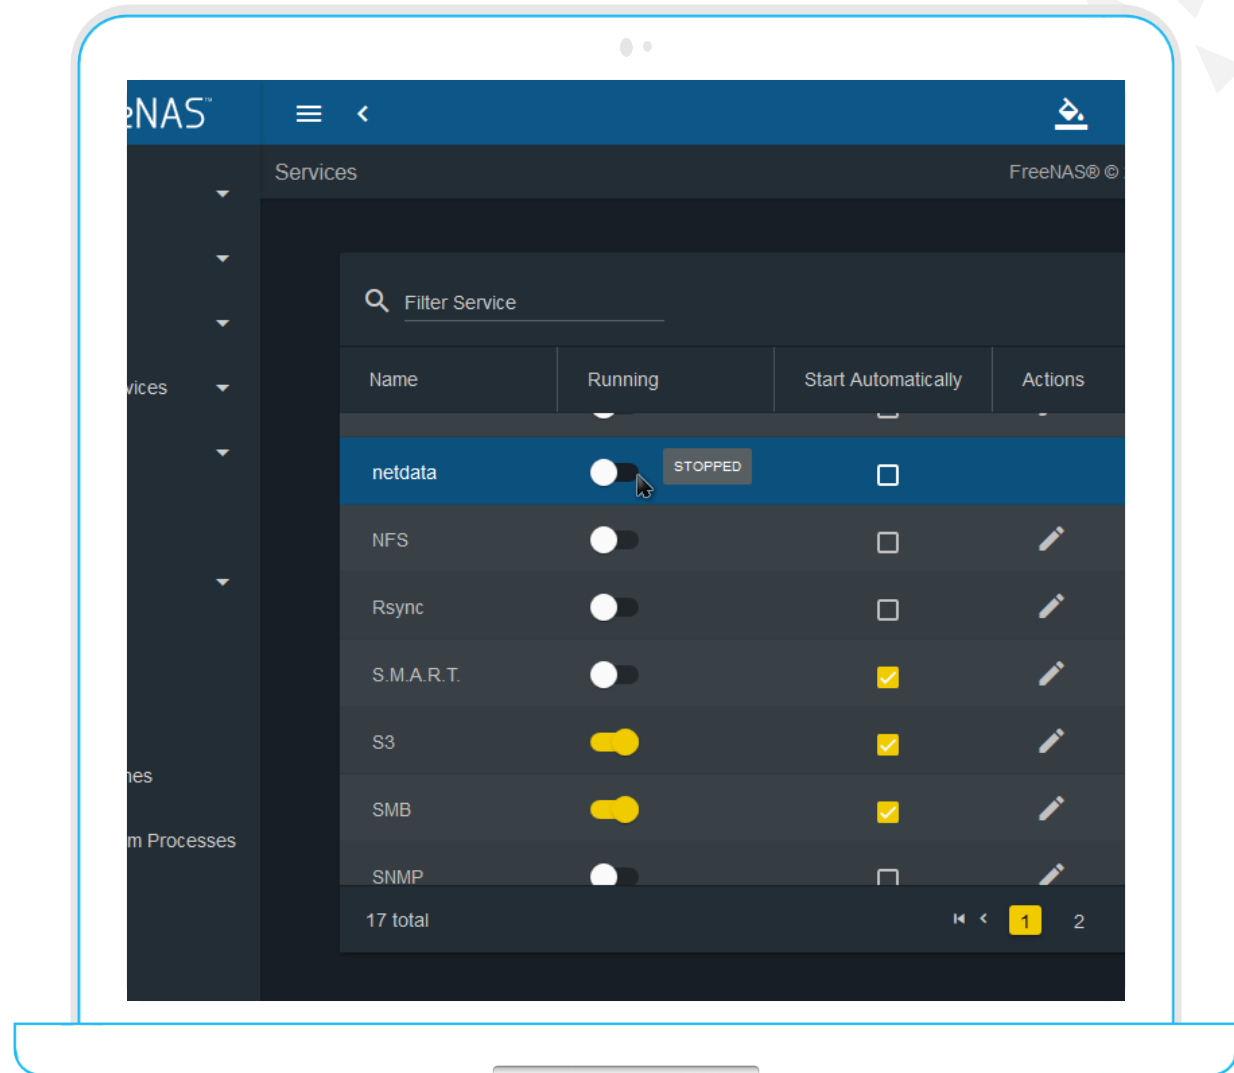 eNAS™
Services
FreeNAS® ©
Filter Service
vices
Name Running Start Automatically Actions
netdata STOPPED
NFS
Rsync
S.M.A.R.T.
S3
nes
SMB
m Processes
SNMP
17 total 1 2